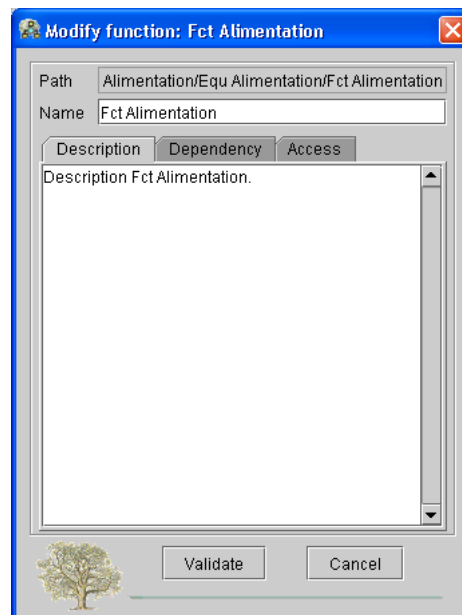 Modify function: Fct Alimentation
Path Alimentation/Equ Alimentation/Fct Alimentation
Name Fct Alimentation
Description Dependency Access
Description Fct Alimentation.
Validate Cancel